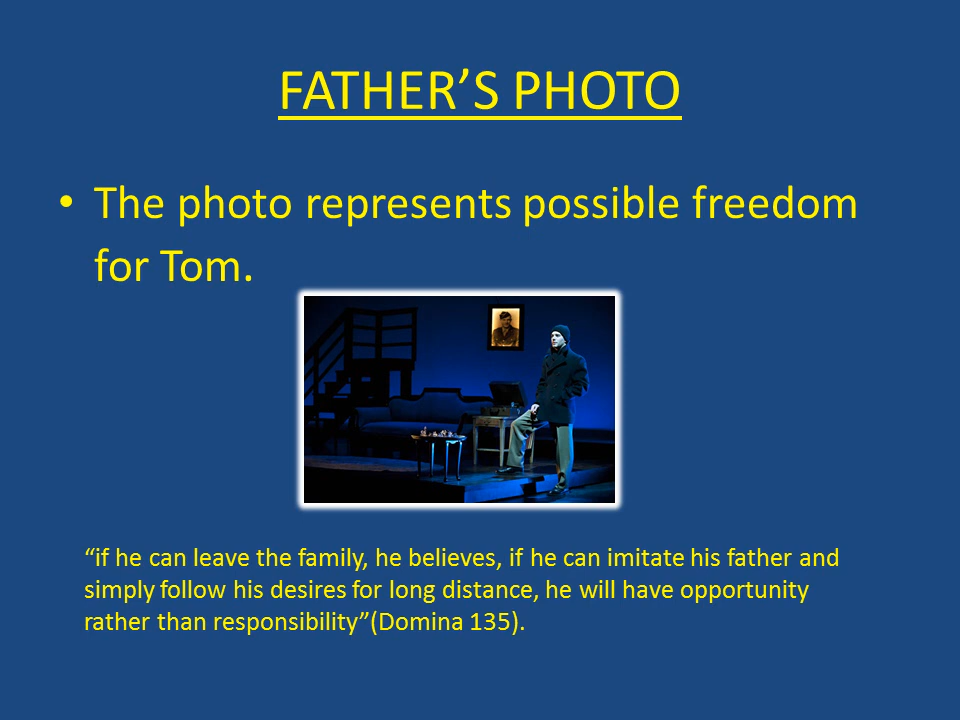 FATHER’S PHOTO
• The photo represents possible freedom
for Tom.
“if he can leave the family, he believes, if he can imitate his father and
simply follow his desires for long distance, he will have opportunity
rather than responsibility”(Domina 135).